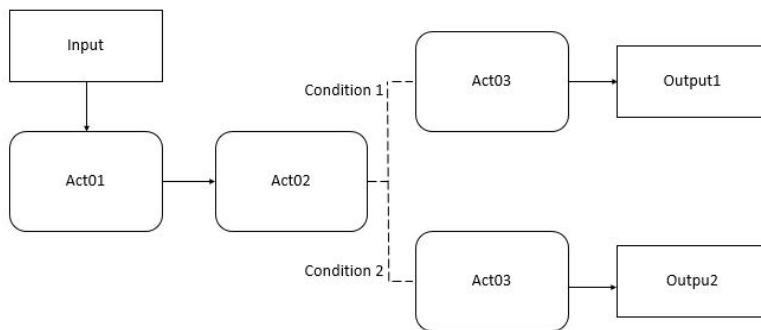 Input
Act01
Act02
Condition 1
Act03
Output1
Condition 2
Act03
Outpu2